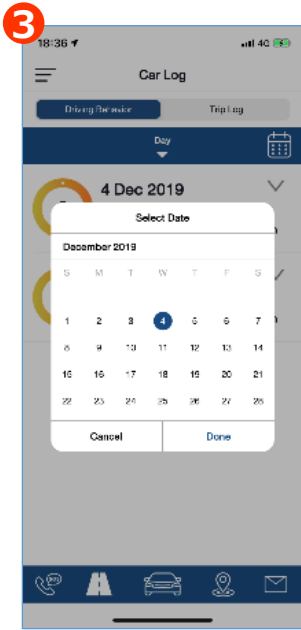 3
18:36 4G
Car Log
Driving Behavior Trip Log
Day
4 Dec 2019
Select Date
December 2019
S M T W T F S
1 2 3 4 5 6 7
8 9 10 11 12 13 14
15 16 17 18 19 20 21
22 23 24 25 26 27 28
Cancel Done